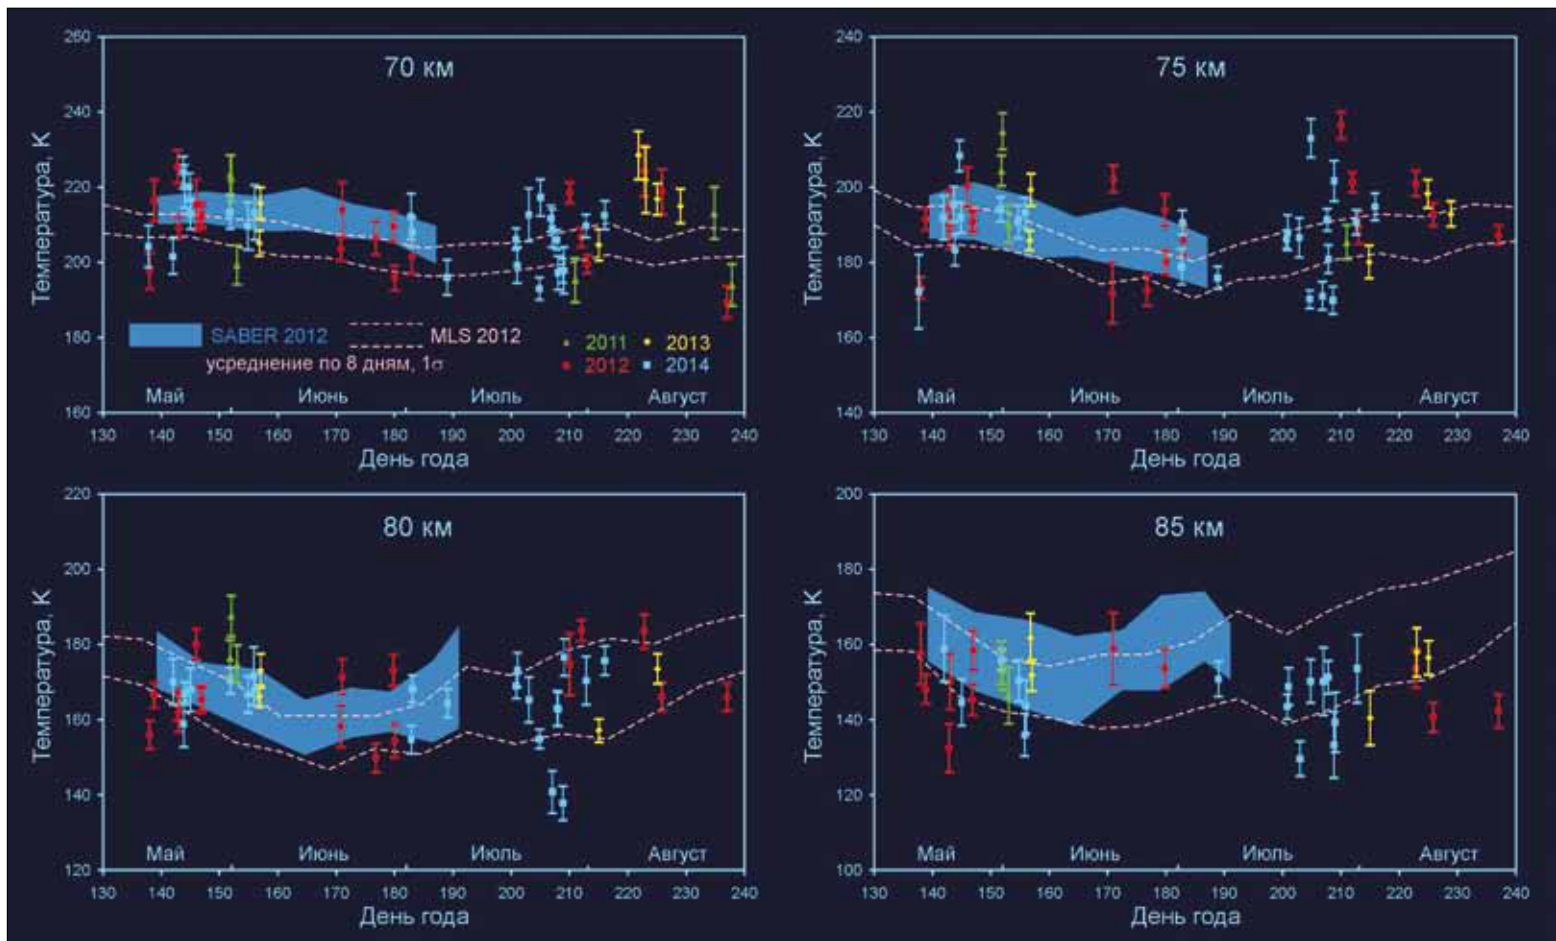 70 км
260
240
220
200
180
160
Температура, К
SABER 2012
MLS 2012
усреднение по 8 дням, 1σ
2011
2013
2012
2014
Май Июнь Июль Август
130 140 150 160 170 180 190 200 210 220 230 240
День года
75 км
240
220
200
180
160
140
Температура, К
Май Июнь Июль Август
130 140 150 160 170 180 190 200 210 220 230 240
День года
80 км
220
200
180
160
140
120
Температура, К
Май Июнь Июль Август
130 140 150 160 170 180 190 200 210 220 230 240
День года
85 км
200
180
160
140
120
100
Температура, К
Май Июнь Июль Август
130 140 150 160 170 180 190 200 210 220 230 240
День года